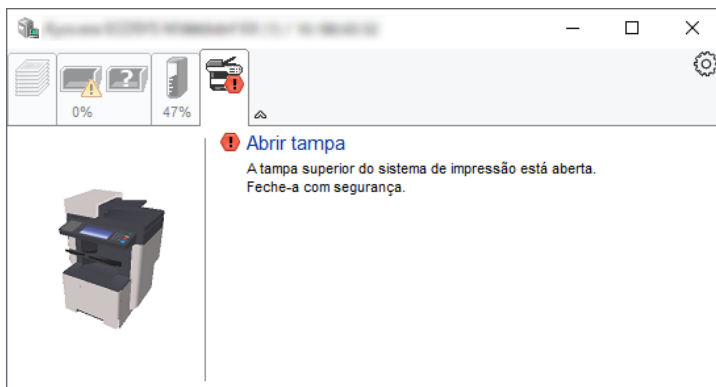 ?
0%
47%
Abrir tampa
A tampa superior do sistema de impressão está aberta.
Feche-a com segurança.